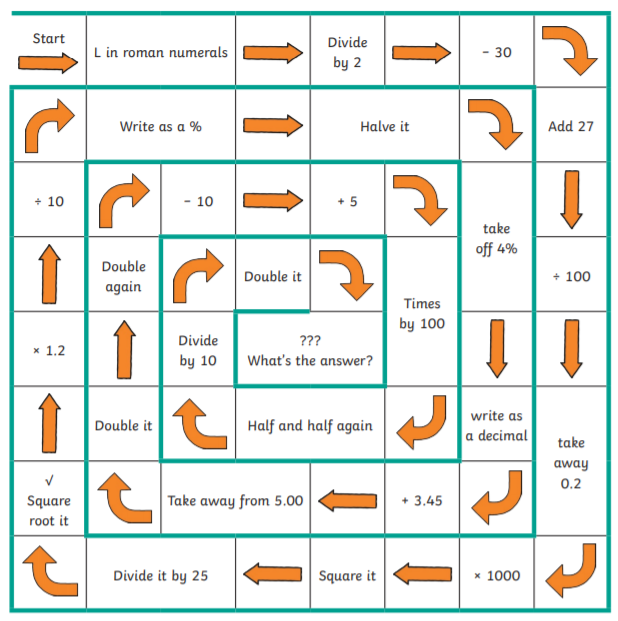 Start
L in roman numerals
Divide
by 2
− 30
Write as a %
Halve it
Add 27
÷ 10
− 10
+ 5
take
off 4%
Double
again
Double it
÷ 100
Times
by 100
× 1.2
Divide
by 10
???
What's the answer?
Double it
Half and half again
write as
a decimal
take
away
0.2
√
Square
root it
Take away from 5.00
+ 3.45
Divide it by 25
Square it
× 1000